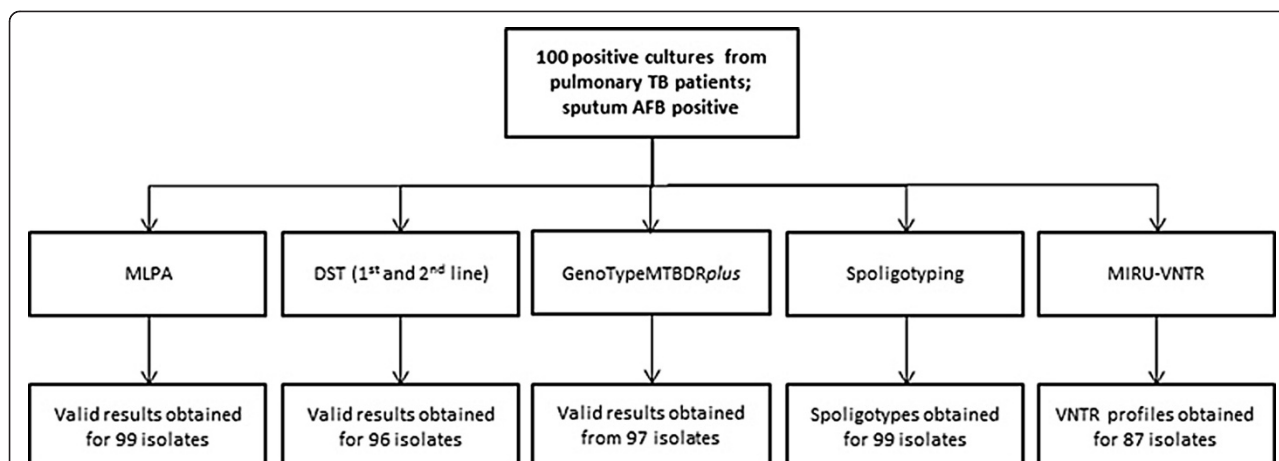 100 positive cultures from
pulmonary TB patients;
sputum AFB positive
MLPA
DST (1st and 2nd line)
GenoTypeMTBDRplus
Spoligotyping
MIRU-VNTR
Valid results obtained
for 99 isolates
Valid results obtained
for 96 isolates
Valid results obtained
from 97 isolates
Spoligotypes obtained
for 99 isolates
VNTR profiles obtained
for 87 isolates